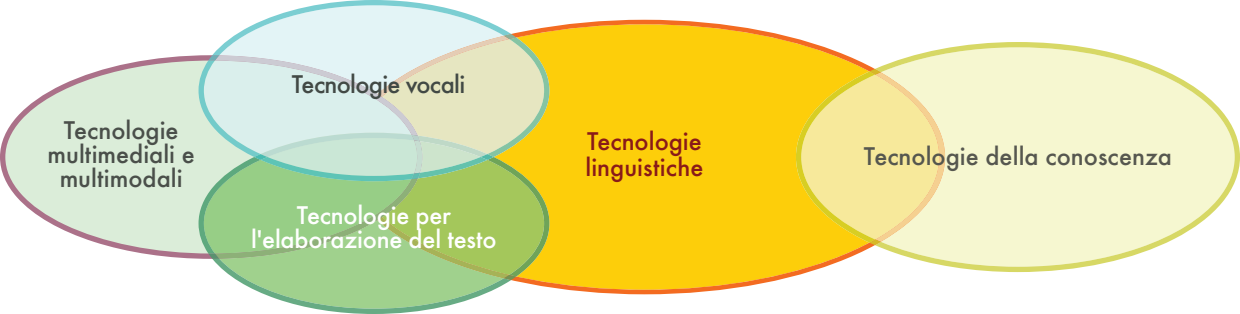 Tecnologie vocali
Tecnologie
multimediali e
multimodali
Tecnologie per
l'elaborazione del testo
Tecnologie
linguistiche
Tecnologie della conoscenza